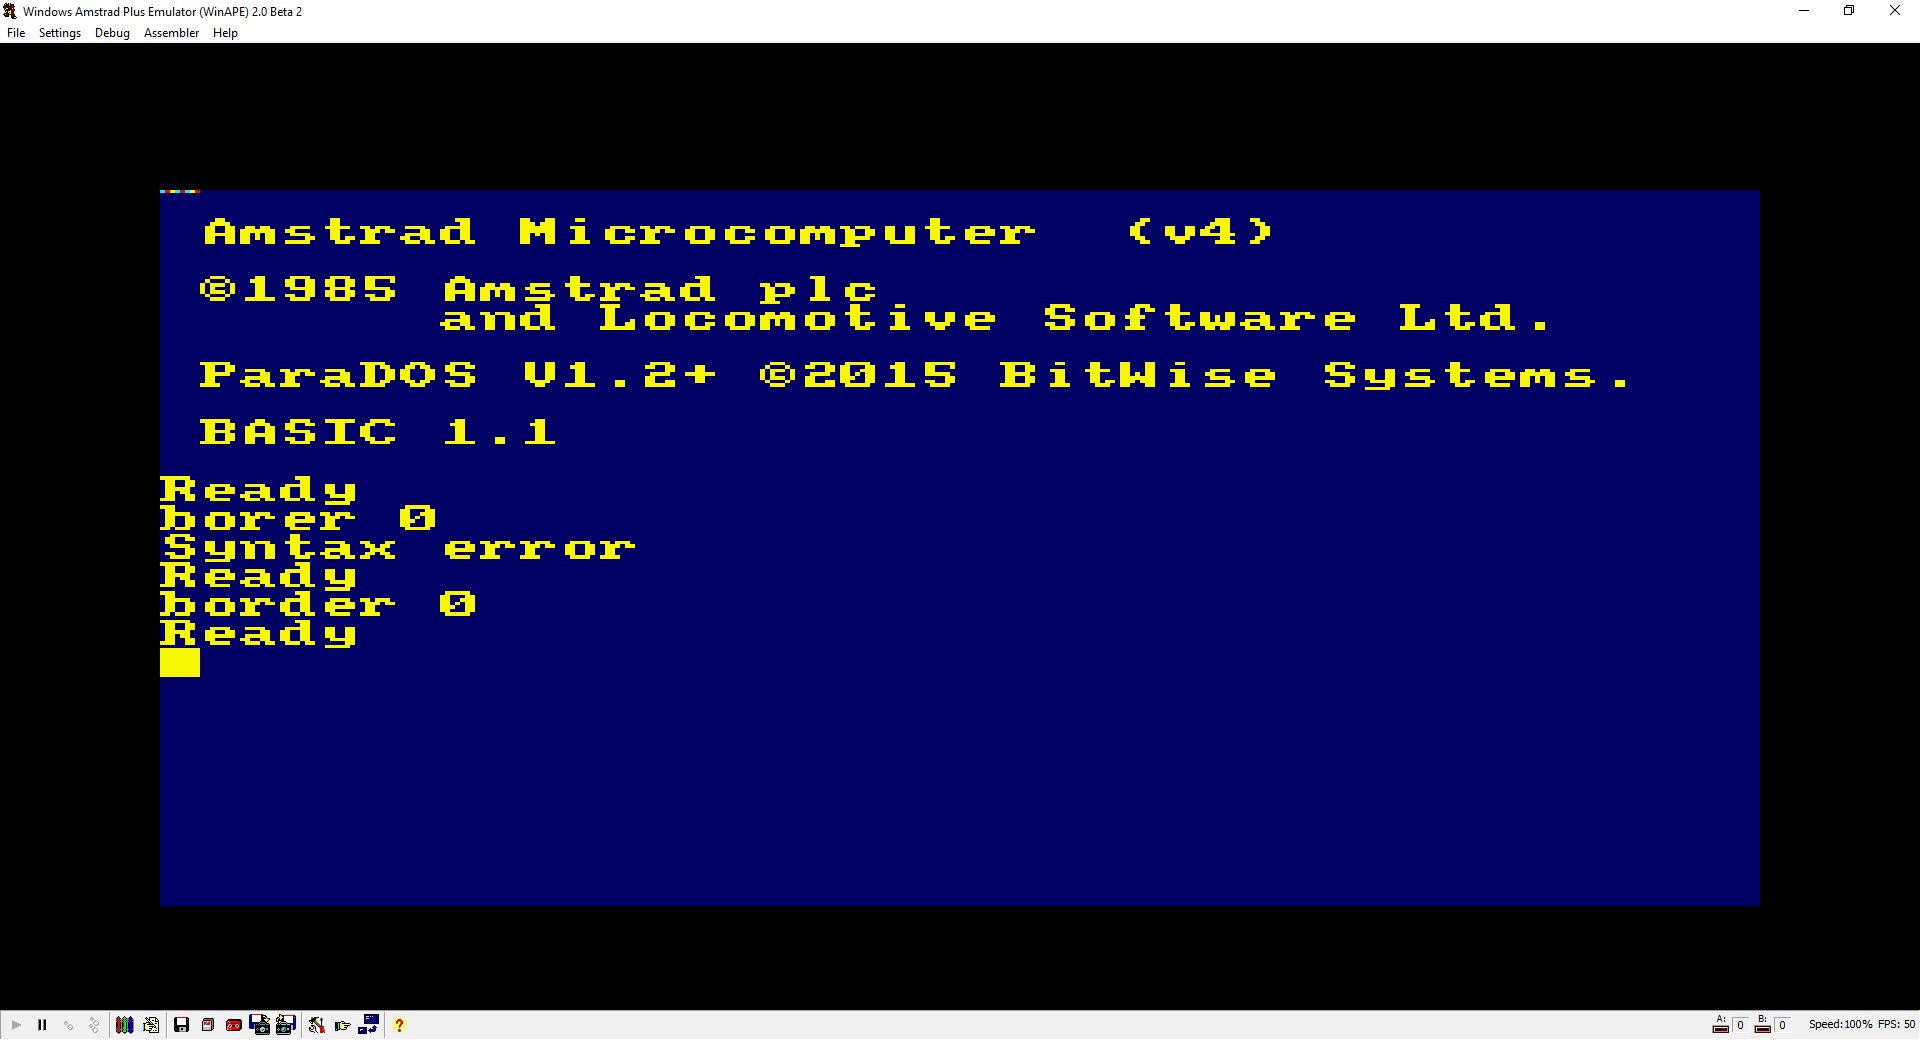 Windows Amstrad Plus Emulator (WinAPE) 2.0 Beta 2
File Settings Debug Assembler Help
Amstrad Microcomputer (v4)
©1985 Amstrad plc
and Locomotive Software Ltd.
ParaDOS V1.2+ ©2015 BitWise Systems.
BASIC 1.1
Ready
borer 0
Syntax error
Ready
border 0
Ready
A: 0 B: 0 Speed:100% FPS: 50